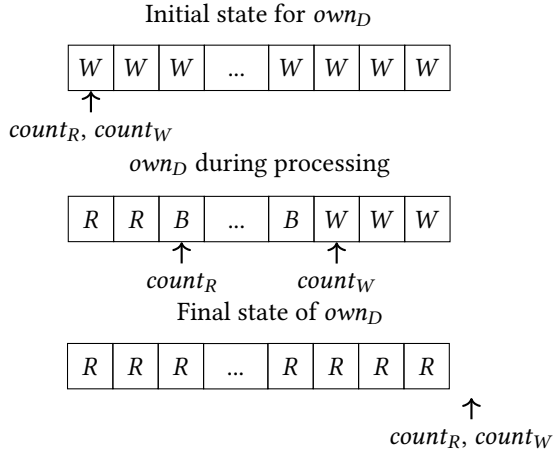 Initial state for own_D
W W W ... W W W W
count_R, count_W
own_D during processing
R R B ... B W W W
count_R count_W
Final state of own_D
R R R ... R R R R
count_R, count_W